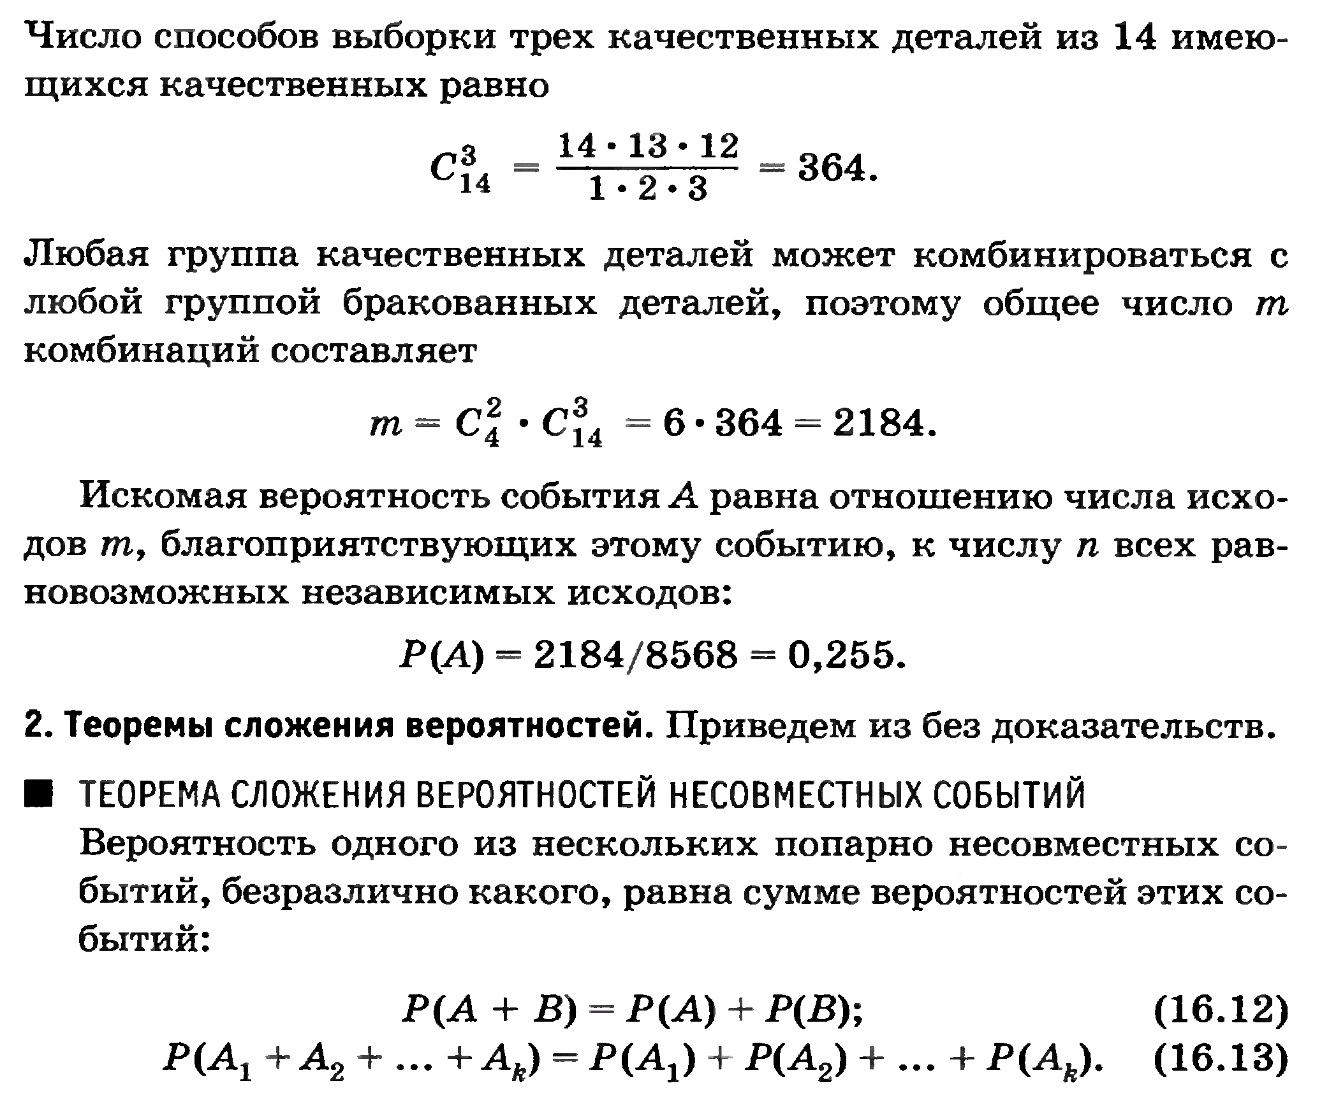 Число способов выборки трех качественных деталей из 14 имею-
щихся качественных равно
C³₁₄ = 14 · 13 · 12 / 1 · 2 · 3 = 364.
Любая группа качественных деталей может комбинироваться с
любой группой бракованных деталей, поэтому общее число m
комбинаций составляет
m = C²₄ · C³₁₄ = 6 · 364 = 2184.
Искомая вероятность события A равна отношению числа исхо-
дов m, благоприятствующих этому событию, к числу n всех рав-
новозможных независимых исходов:
P(A) = 2184/8568 = 0,255.
2. Теоремы сложения вероятностей. Приведем из без доказательств.
■ ТЕОРЕМА СЛОЖЕНИЯ ВЕРОЯТНОСТЕЙ НЕСОВМЕСТНЫХ СОБЫТИЙ
Вероятность одного из нескольких попарно несовместных со-
бытий, безразлично какого, равна сумме вероятностей этих со-
бытий:
P(A + B) = P(A) + P(B); (16.12)
P(A₁ + A₂ + ... + Aₖ) = P(A₁) + P(A₂) + ... + P(Aₖ). (16.13)